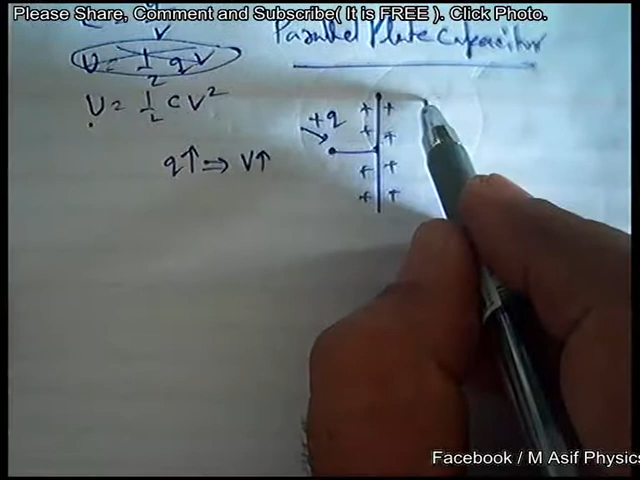 Please Share, Comment and Subscribe( It is FREE ). Click Photo.
V
Parallel Plate Capacitor
U = 1/2 qV
U = 1/2 CV²
+q
+ +
+ +
q↑ ⇒ V↑
+ +
+ +
Facebook / M Asif Physics